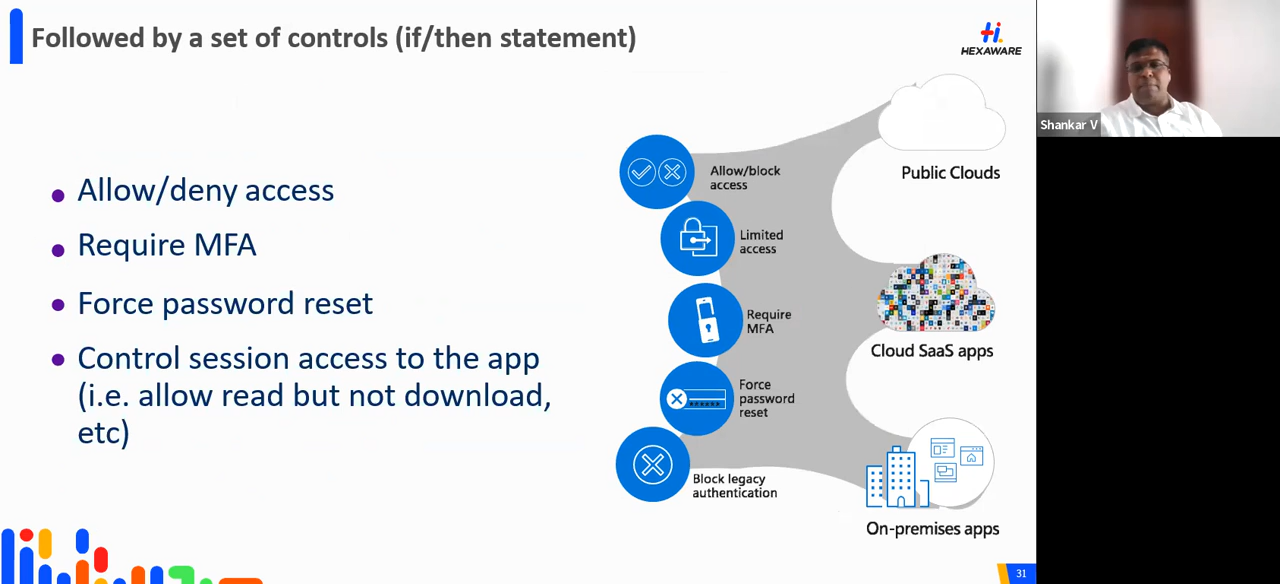 Followed by a set of controls (if/then statement)
HEXAWARE
Shankar V
Allow/deny access
Require MFA
Force password reset
Control session access to the app
(i.e. allow read but not download,
etc)
Allow/block
access
Limited
access
Require
MFA
Force
password
reset
Block legacy
authentication
Public Clouds
Cloud SaaS apps
On-premises apps
31